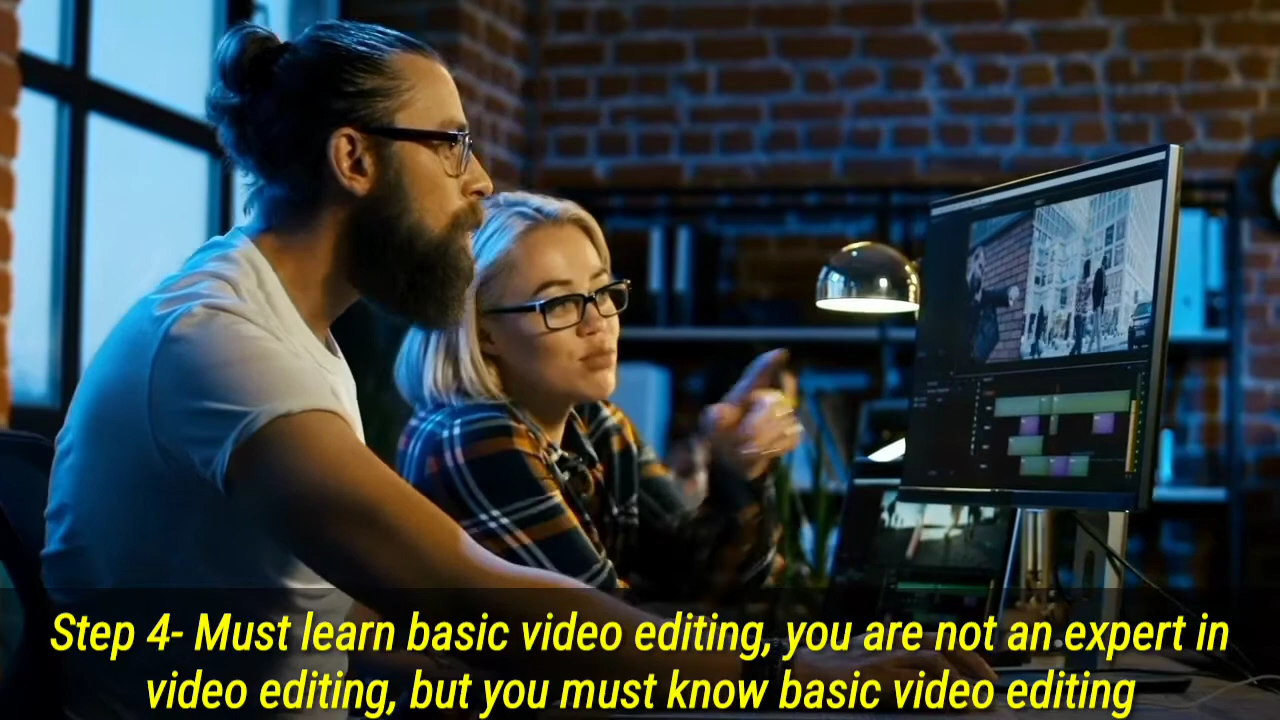 Step 4- Must learn basic video editing, you are not an expert in
video editing, but you must know basic video editing